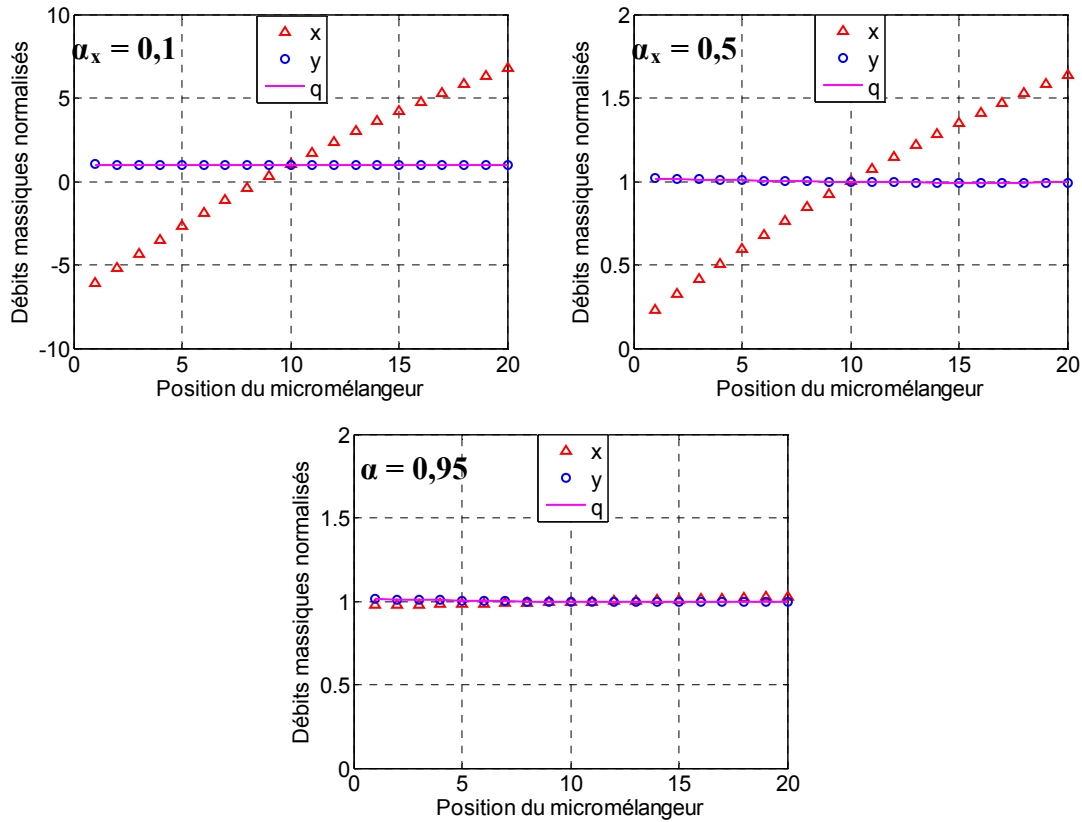 αx = 0,1
x
y
q
10
5
0
-5
-10
Débits massiques normalisés
0
5
10
15
20
Position du micromélangeur
αx = 0,5
x
y
q
2
1.5
1
0.5
0
Débits massiques normalisés
0
5
10
15
20
Position du micromélangeur
α = 0,95
x
y
q
2
1.5
1
0.5
0
Débits massiques normalisés
0
5
10
15
20
Position du micromélangeur